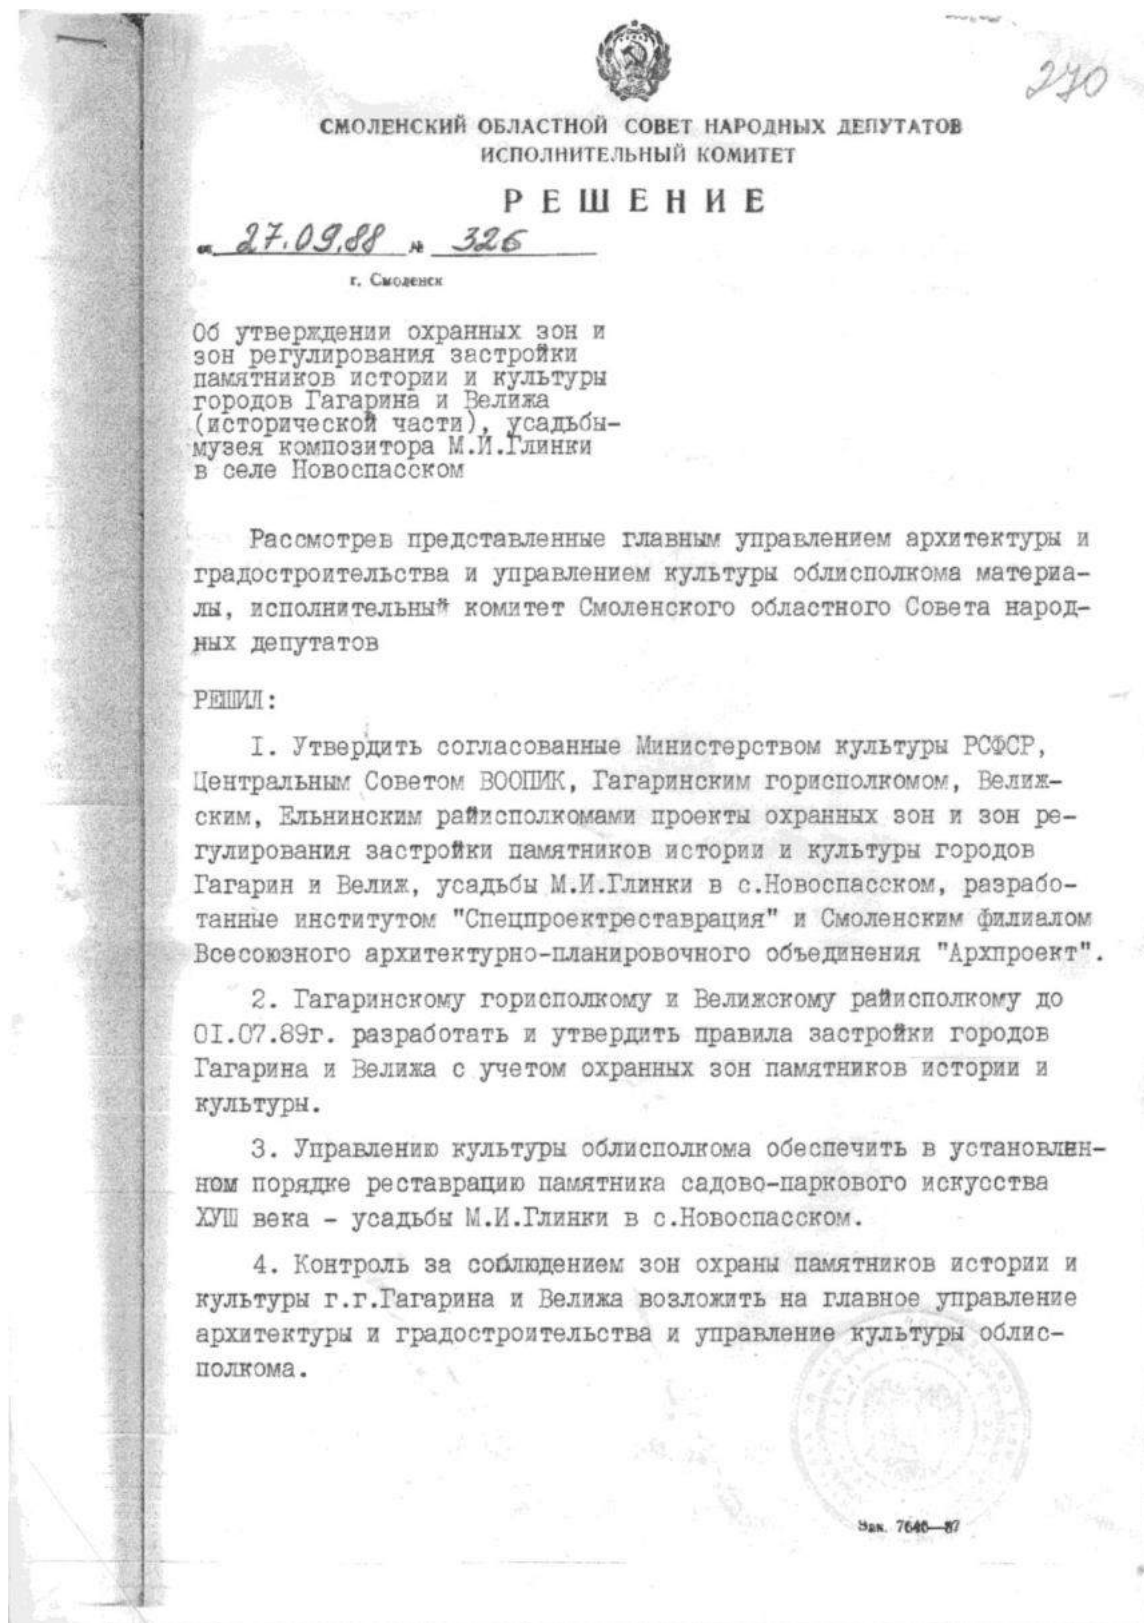 270
СМОЛЕНСКИЙ ОБЛАСТНОЙ СОВЕТ НАРОДНЫХ ДЕПУТАТОВ
ИСПОЛНИТЕЛЬНЫЙ КОМИТЕТ
РЕШЕНИЕ
от 27.09.88 № 326
г. Смоленск
Об утверждении охранных зон и
зон регулирования застройки
памятников истории и культуры
городов Гагарина и Велижа
(исторической части), усадьбы-
музея композитора М.И.Глинки
в селе Новоспасском
Рассмотрев представленные главным управлением архитектуры и
градостроительства и управлением культуры облисполкома материа-
лы, исполнительный комитет Смоленского областного Совета народ-
ных депутатов
РЕШИЛ:
I. Утвердить согласованные Министерством культуры РСФСР,
Центральным Советом ВООПИК, Гагаринским горисполкомом, Велиж-
ским, Ельнинским райисполкомами проекты охранных зон и зон ре-
гулирования застройки памятников истории и культуры городов
Гагарин и Велиж, усадьбы М.И.Глинки в с.Новоспасском, разрабо-
танные институтом "Спецпроектреставрация" и Смоленским филиалом
Всесоюзного архитектурно-планировочного объединения "Архпроект".
2. Гагаринскому горисполкому и Велижскому райисполкому до
0I.07.89г. разработать и утвердить правила застройки городов
Гагарина и Велижа с учетом охранных зон памятников истории и
культуры.
3. Управлению культуры облисполкома обеспечить в установлен-
ном порядке реставрацию памятника садово-паркового искусства
ХУШ века - усадьбы М.И.Глинки в с.Новоспасском.
4. Контроль за соблюдением зон охраны памятников истории и
культуры г.г.Гагарина и Велижа возложить на главное управление
архитектуры и градостроительства и управление культуры облис-
полкома.
Зак. 7640—87